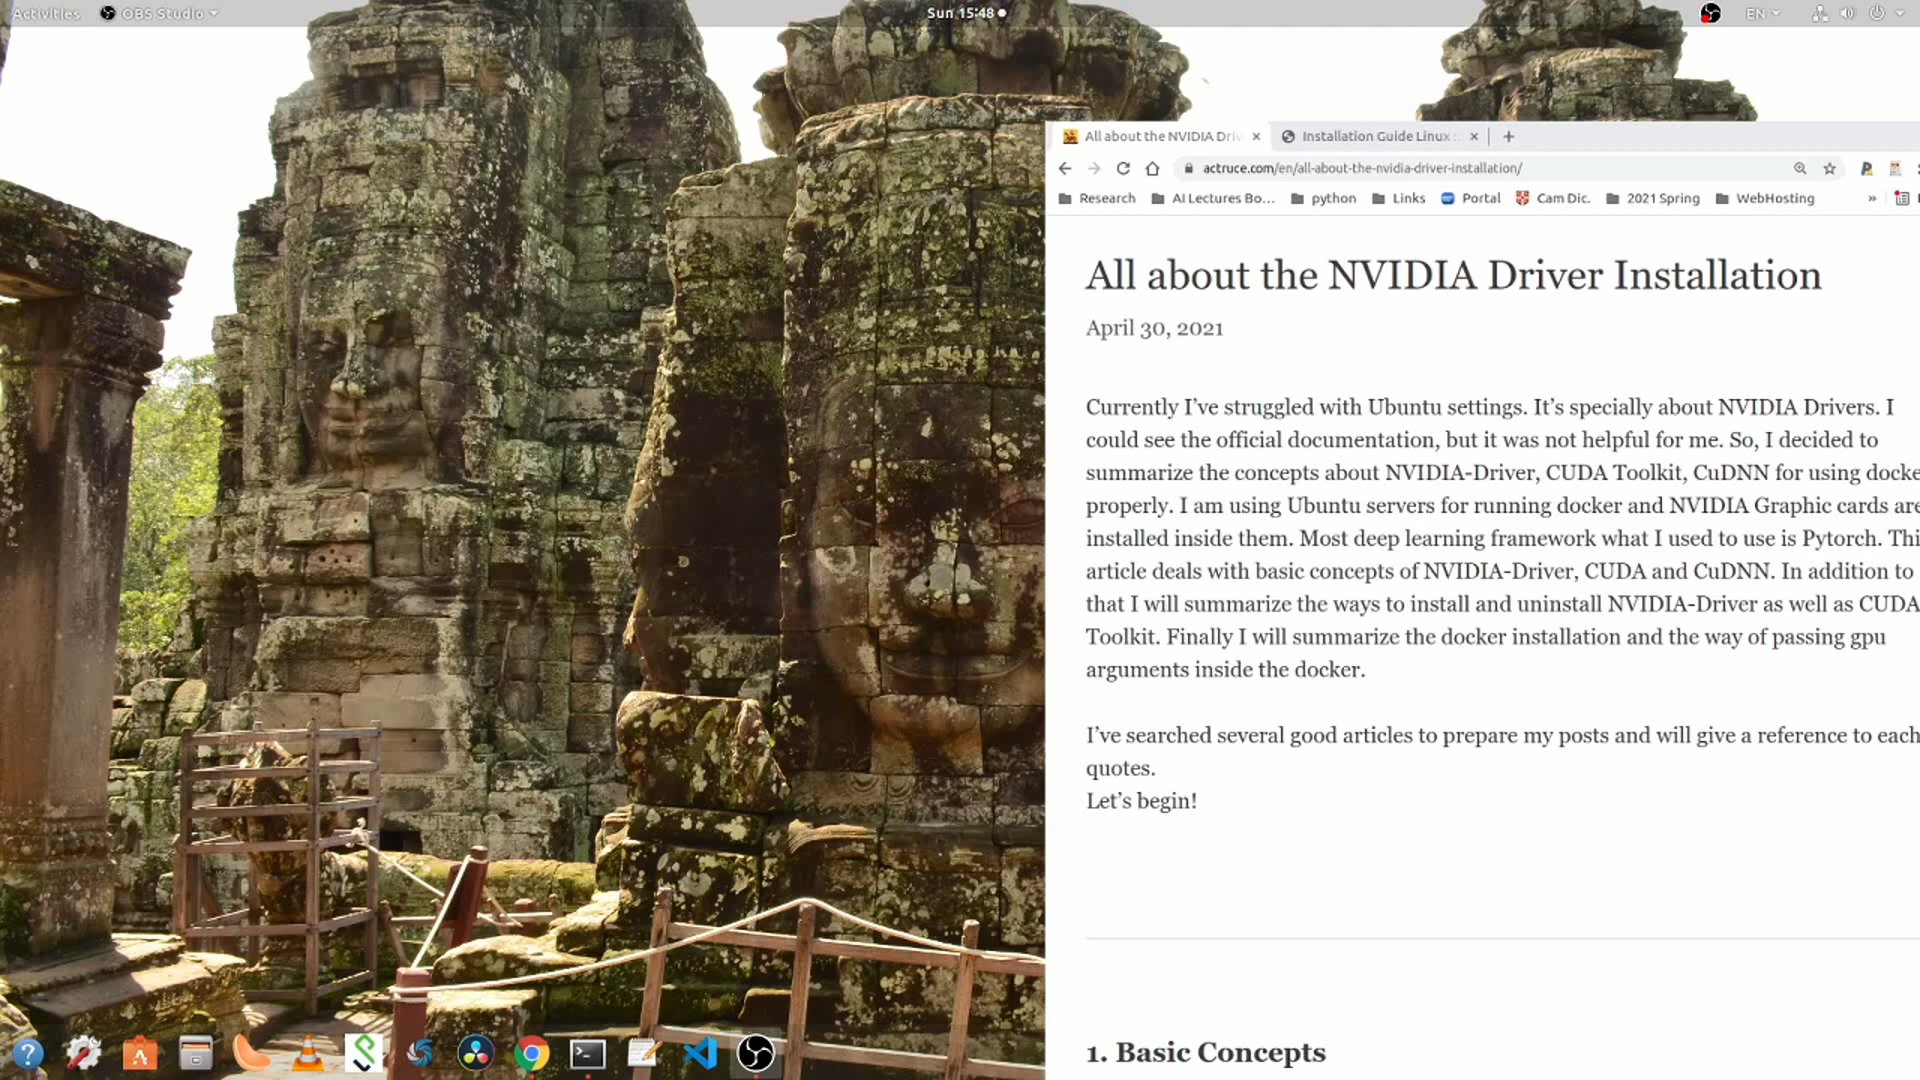 Activities OBS Studio Sun 15:48 EN
All about the NVIDIA Driv Installation Guide Linux
actruce.com/en/all-about-the-nvidia-driver-installation/
Research AI Lectures Bo... python Links Portal Cam Dic. 2021 Spring WebHosting »
All about the NVIDIA Driver Installation
April 30, 2021
Currently I’ve struggled with Ubuntu settings. It’s specially about NVIDIA Drivers. I
could see the official documentation, but it was not helpful for me. So, I decided to
summarize the concepts about NVIDIA-Driver, CUDA Toolkit, CuDNN for using docke
properly. I am using Ubuntu servers for running docker and NVIDIA Graphic cards are
installed inside them. Most deep learning framework what I used to use is Pytorch. Thi
article deals with basic concepts of NVIDIA-Driver, CUDA and CuDNN. In addition to
that I will summarize the ways to install and uninstall NVIDIA-Driver as well as CUDA
Toolkit. Finally I will summarize the docker installation and the way of passing gpu
arguments inside the docker.
I’ve searched several good articles to prepare my posts and will give a reference to each
quotes.
Let’s begin!
1. Basic Concepts